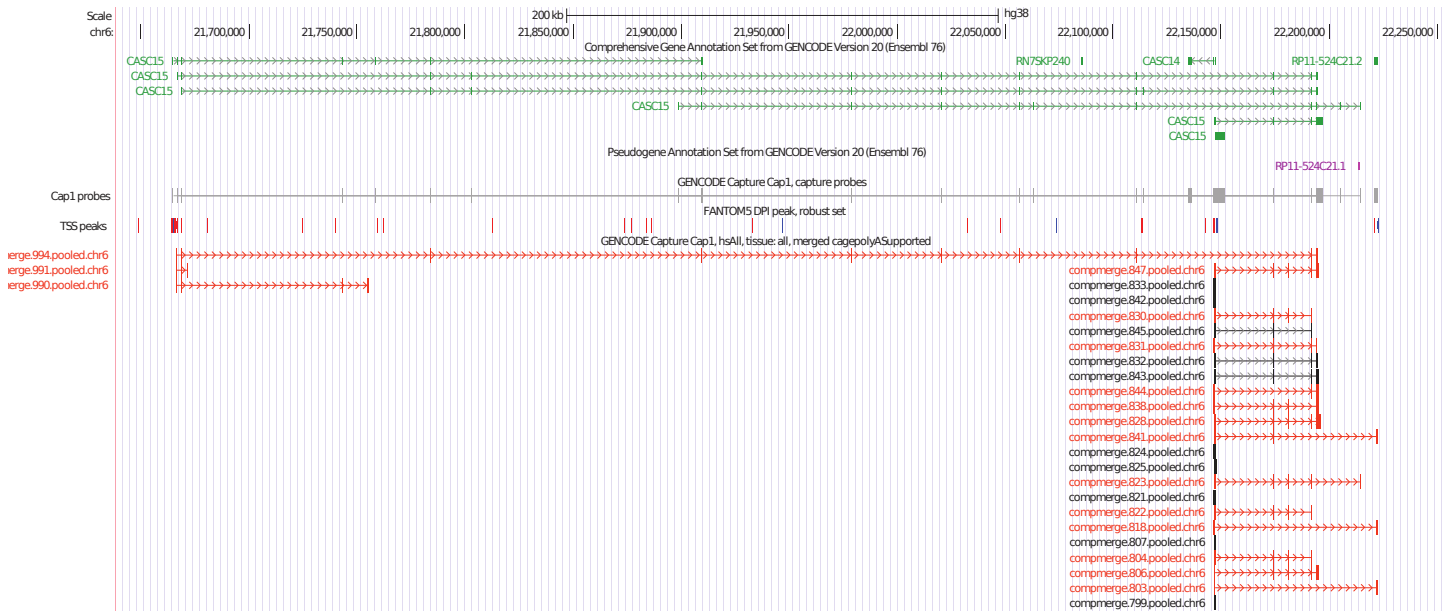 Scale 200 kb hg38
chr6: 21,700,000 21,750,000 21,800,000 21,850,000 21,900,000 21,950,000 22,000,000 22,050,000 22,100,000 22,150,000 22,200,000 22,250,000
Comprehensive Gene Annotation Set from GENCODE Version 20 (Ensembl 76)
CASC15 RN7SKP240 CASC14 RP11-524C21.2
CASC15
CASC15
CASC15
CASC15
CASC15
Pseudogene Annotation Set from GENCODE Version 20 (Ensembl 76)
RP11-524C21.1
GENCODE Capture Cap1, capture probes
Cap1 probes
FANTOM5 DPI peak, robust set
TSS peaks
GENCODE Capture Cap1, hsAll, tissue: all, merged cagepolyASupported
erge.994.pooled.chr6
erge.991.pooled.chr6 compmerge.847.pooled.chr6
erge.990.pooled.chr6 compmerge.833.pooled.chr6
compmerge.842.pooled.chr6
compmerge.830.pooled.chr6
compmerge.845.pooled.chr6
compmerge.831.pooled.chr6
compmerge.832.pooled.chr6
compmerge.843.pooled.chr6
compmerge.844.pooled.chr6
compmerge.838.pooled.chr6
compmerge.828.pooled.chr6
compmerge.841.pooled.chr6
compmerge.824.pooled.chr6
compmerge.825.pooled.chr6
compmerge.823.pooled.chr6
compmerge.821.pooled.chr6
compmerge.822.pooled.chr6
compmerge.818.pooled.chr6
compmerge.807.pooled.chr6
compmerge.804.pooled.chr6
compmerge.806.pooled.chr6
compmerge.803.pooled.chr6
compmerge.799.pooled.chr6